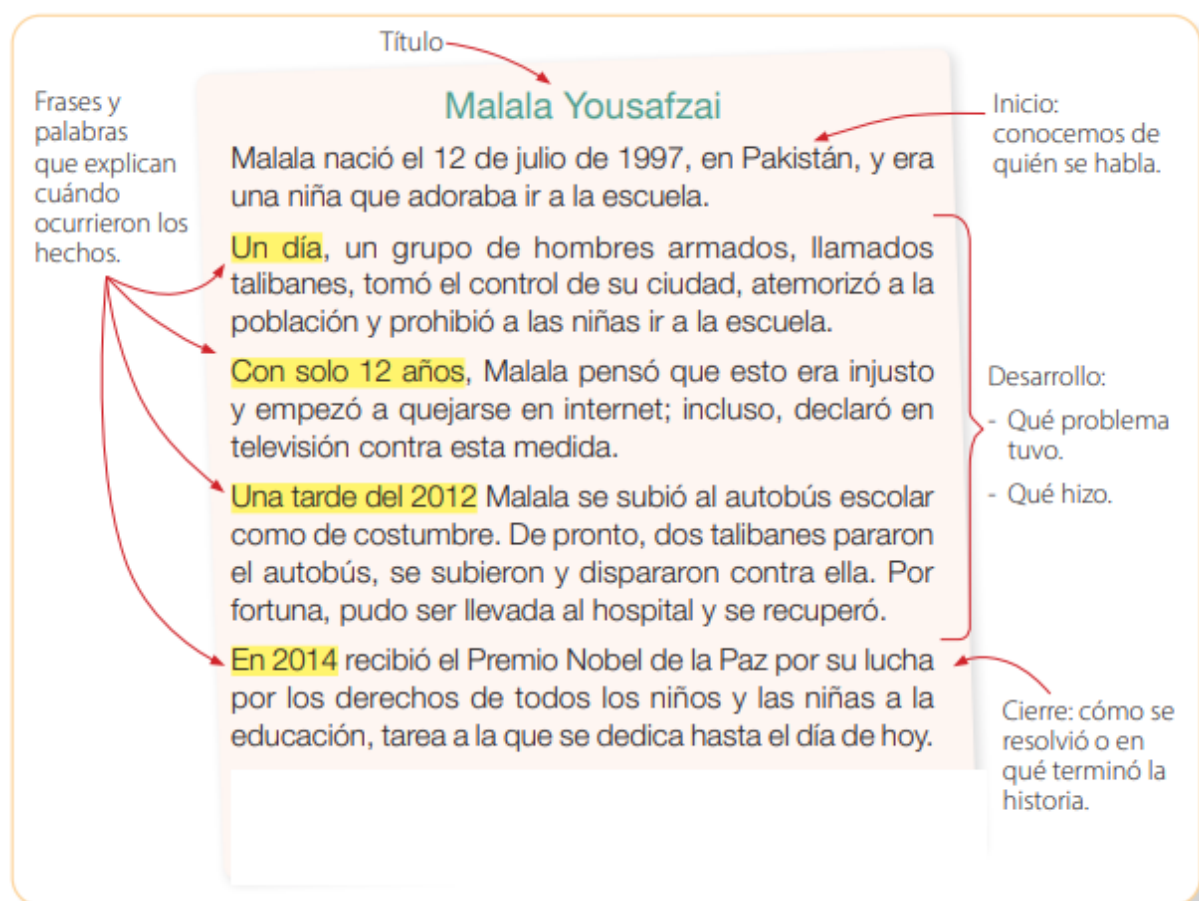 Título
Frases y
palabras
que explican
cuándo
ocurrieron los
hechos.
Malala Yousafzai
Malala nació el 12 de julio de 1997, en Pakistán, y era
una niña que adoraba ir a la escuela.
Un día, un grupo de hombres armados, llamados
talibanes, tomó el control de su ciudad, atemorizó a la
población y prohibió a las niñas ir a la escuela.
Con solo 12 años, Malala pensó que esto era injusto
y empezó a quejarse en internet; incluso, declaró en
televisión contra esta medida.
Una tarde del 2012 Malala se subió al autobús escolar
como de costumbre. De pronto, dos talibanes pararon
el autobús, se subieron y dispararon contra ella. Por
fortuna, pudo ser llevada al hospital y se recuperó.
En 2014 recibió el Premio Nobel de la Paz por su lucha
por los derechos de todos los niños y las niñas a la
educación, tarea a la que se dedica hasta el día de hoy.
Inicio:
conocemos de
quién se habla.
Desarrollo:
- Qué problema
tuvo.
- Qué hizo.
Cierre: cómo se
resolvió o en
qué terminó la
historia.